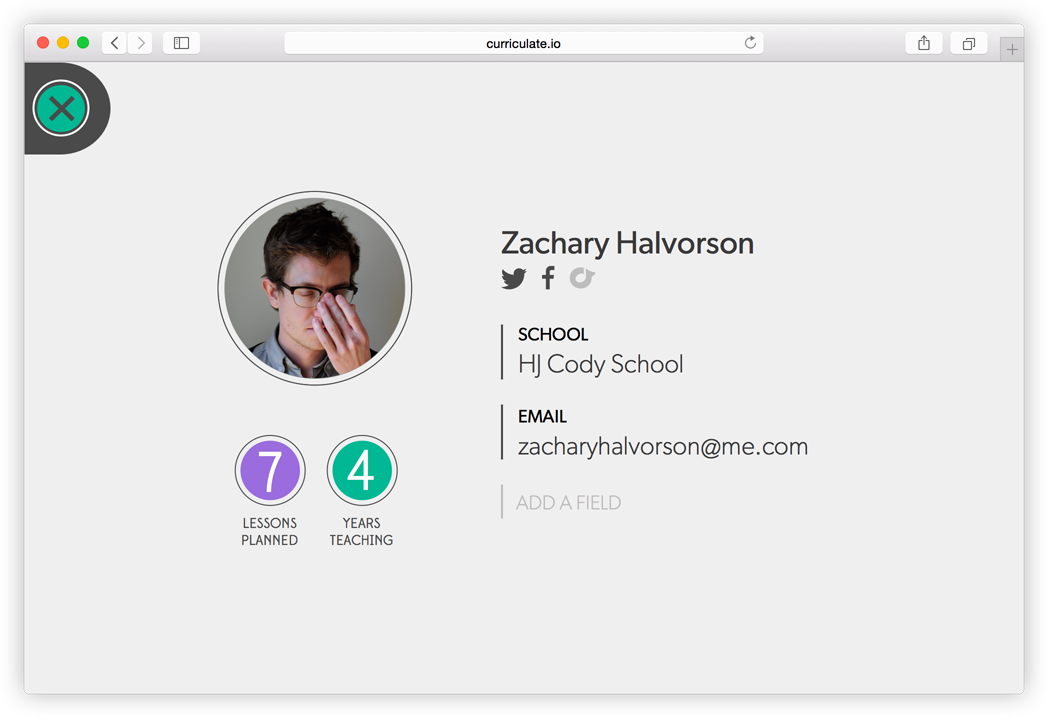 curriculate.io
Zachary Halvorson
SCHOOL
HJ Cody School
EMAIL
zacharyhalvorson@me.com
ADD A FIELD
7
4
LESSONS
PLANNED
YEARS
TEACHING